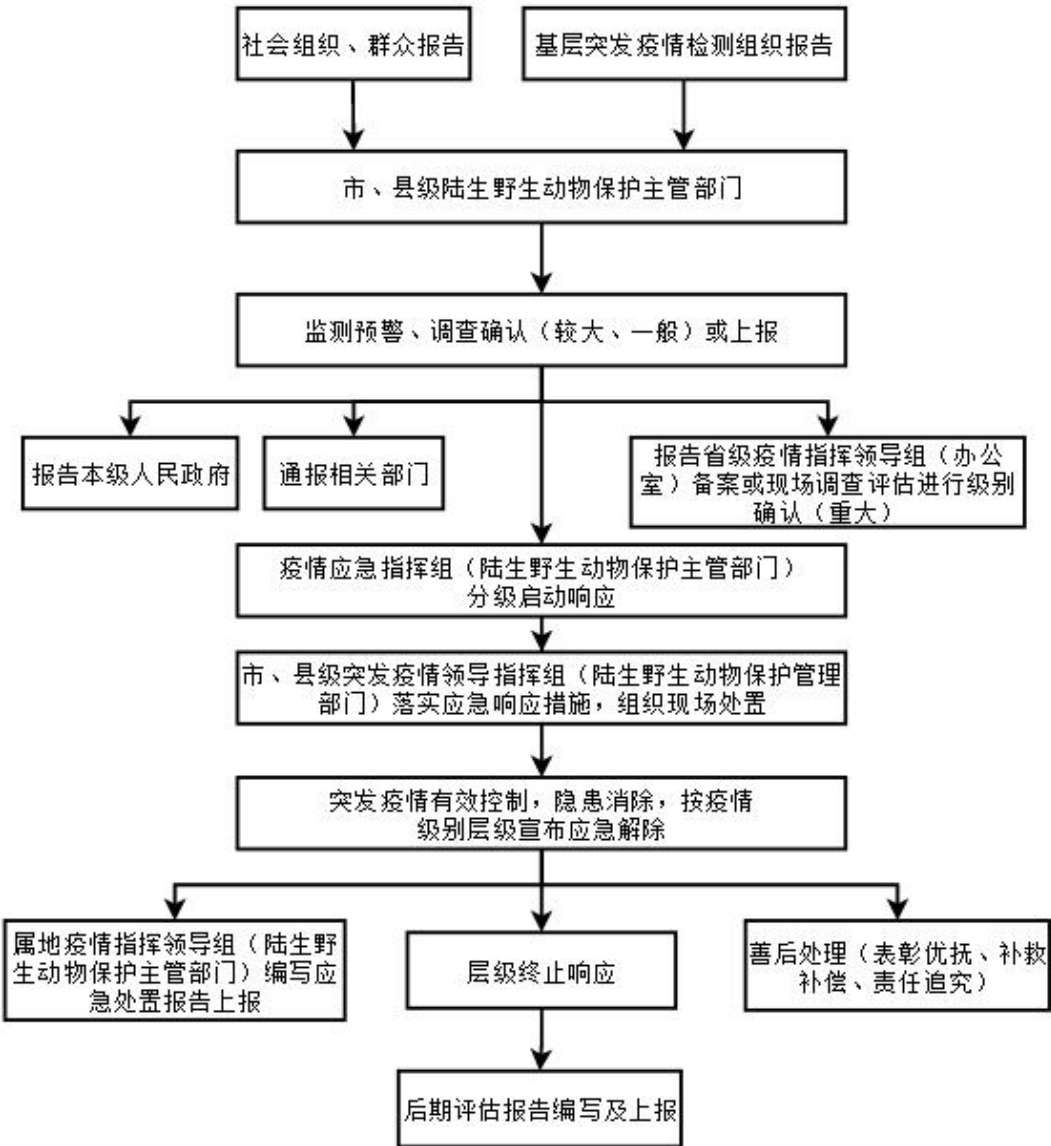 社会组织、群众报告
基层突发疫情检测组织报告
市、县级陆生野生动物保护主管部门
监测预警、调查确认（较大、一般）或上报
报告本级人民政府
通报相关部门
报告省级疫情指挥领导组（办公
室）备案或现场调查评估进行级别
确认（重大）
疫情应急指挥组（陆生野生动物保护主管部门）
分级启动响应
市、县级突发疫情领导指挥组（陆生野生动物保护管理
部门）落实应急响应措施，组织现场处置
突发疫情有效控制，隐患消除，按疫情
级别层级宣布应急解除
属地疫情指挥领导组（陆生野
生动物保护主管部门）编写应
急处置报告上报
层级终止响应
善后处理（表彰优抚、补救
补偿、责任追究）
后期评估报告编写及上报